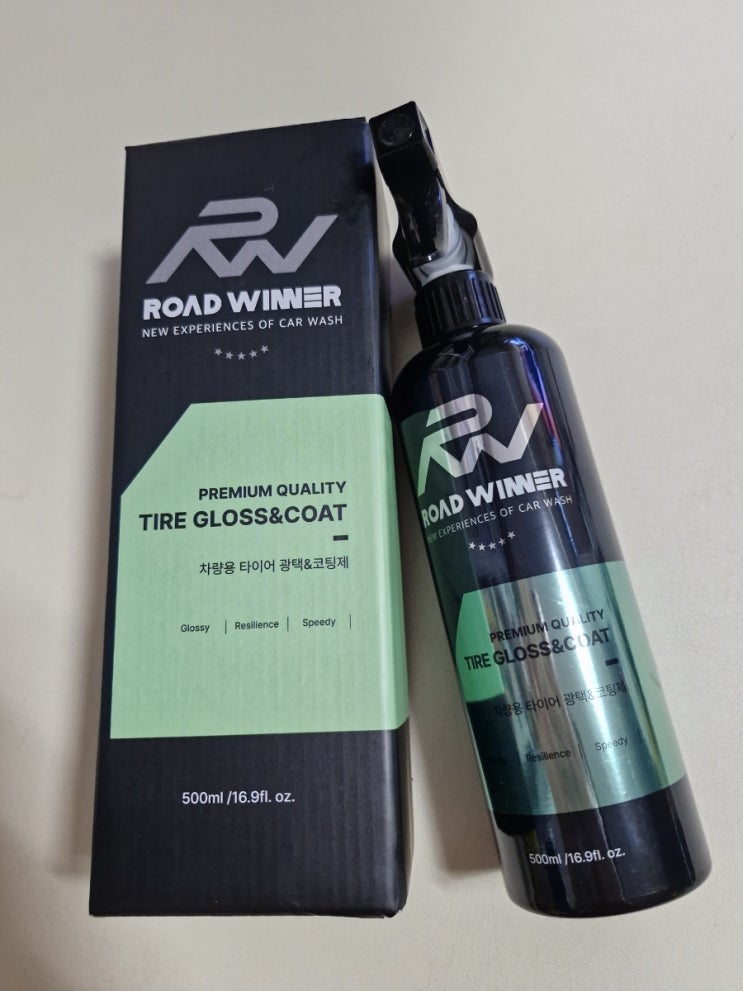 RW
ROAD WINNER
NEW EXPERIENCES OF CAR WASH
PREMIUM QUALITY
TIRE GLOSS&COAT
차량용 타이어 광택&코팅제
Glossy | Resilience | Speedy |
500ml /16.9fl. oz.
RW
ROAD WINNER
NEW EXPERIENCES OF CAR WASH
PREMIUM QUALITY
TIRE GLOSS&COAT
차량용 타이어 광택&코팅제
Resilience | Speedy |
500ml /16.9fl. oz.